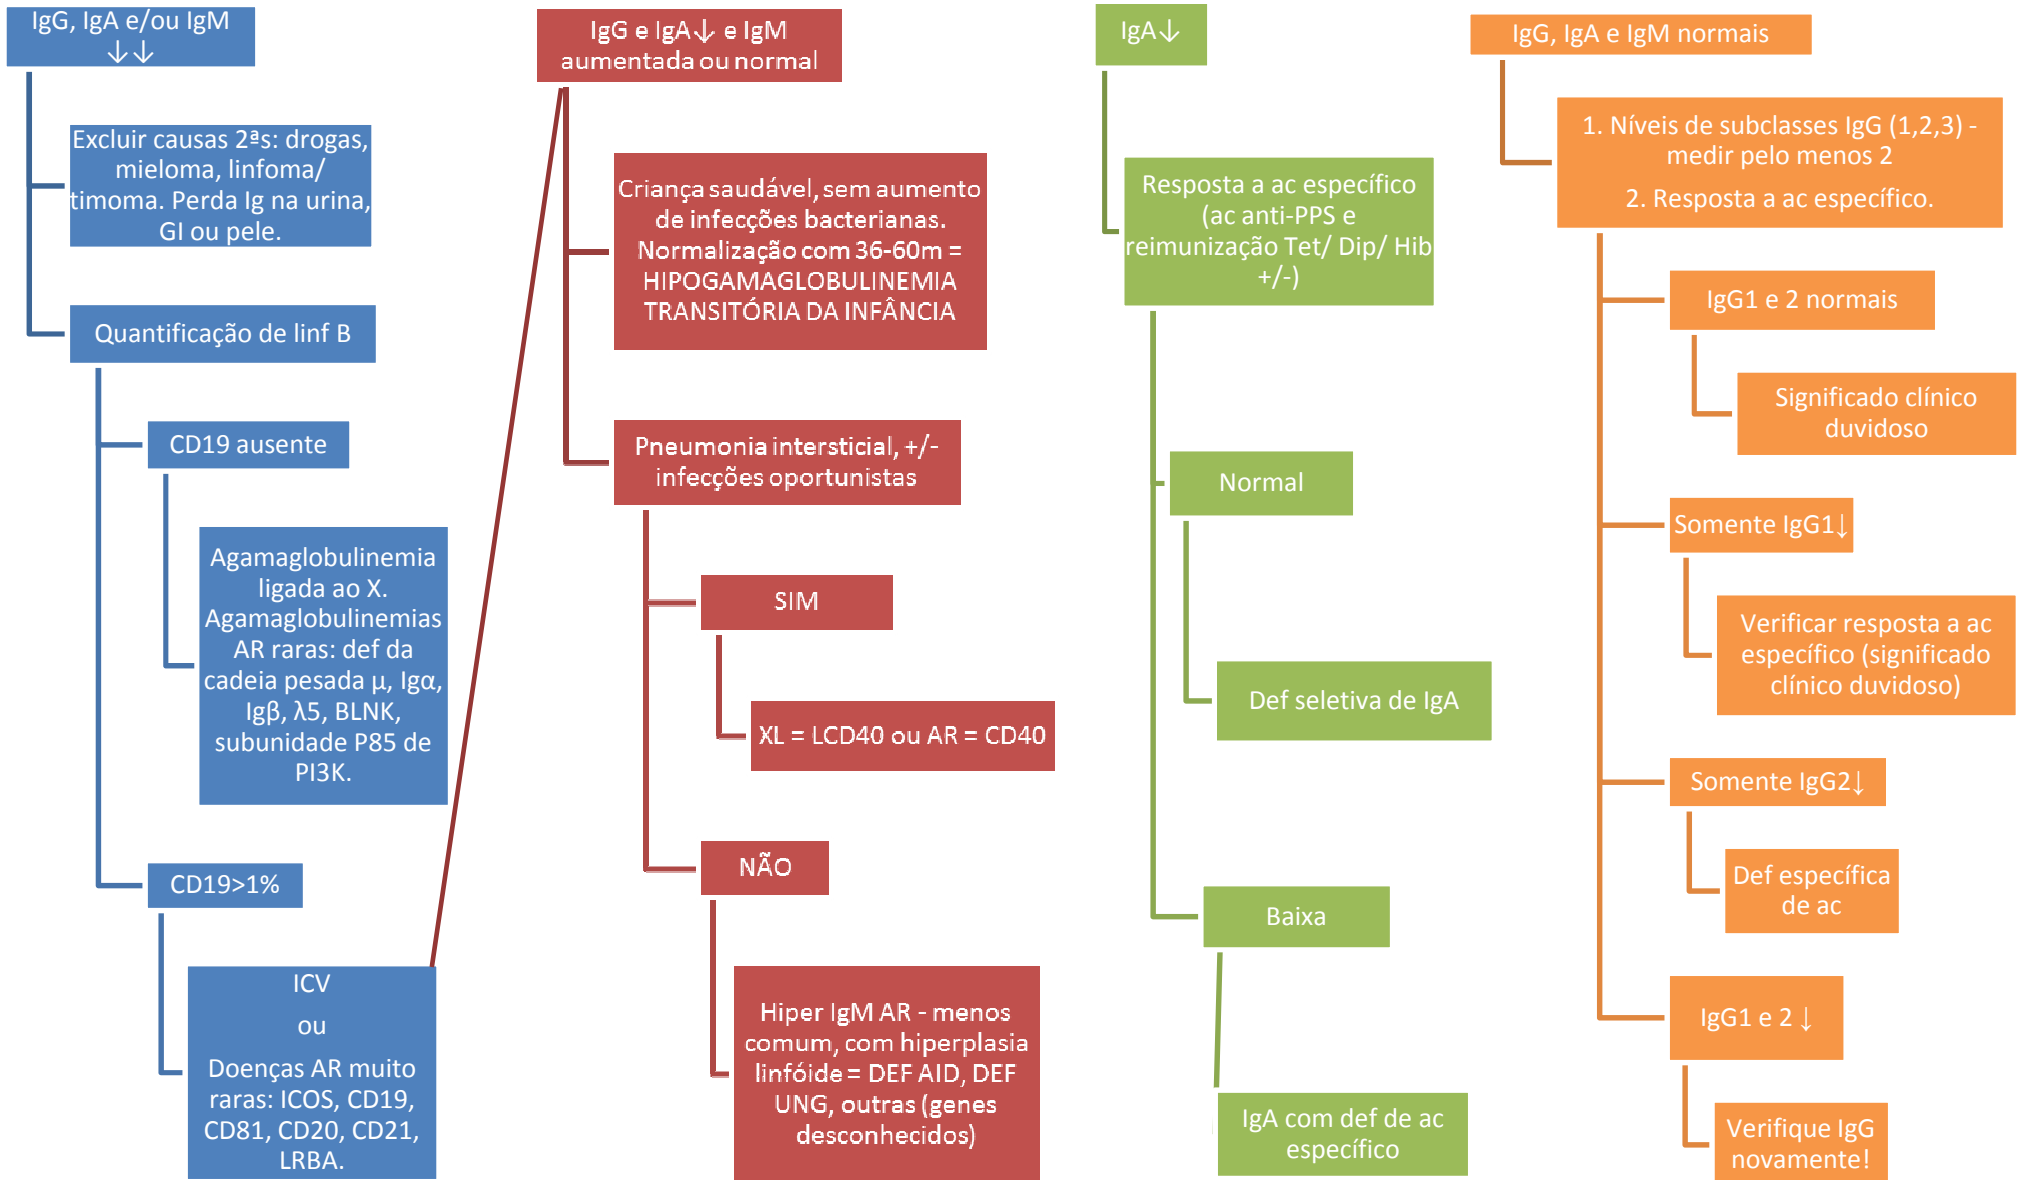 IgG, IgA e/ou IgM
↓↓
Excluir causas 2ªs: drogas,
mieloma, linfoma/
timoma. Perda Ig na urina,
GI ou pele.
Quantificação de linf B
CD19 ausente
Agamaglobulinemia
ligada ao X.
Agamaglobulinemias
AR raras: def da
cadeia pesada μ, Igα,
Igβ, λ5, BLNK,
subunidade P85 de
PI3K.
CD19>1%
ICV
ou
Doenças AR muito
raras: ICOS, CD19,
CD81, CD20, CD21,
LRBA.
IgG e IgA↓ e IgM
aumentada ou normal
Criança saudável, sem aumento
de infecções bacterianas.
Normalização com 36-60m =
HIPOGAMAGLOBULINEMIA
TRANSITÓRIA DA INFÂNCIA
Pneumonia intersticial, +/-
infecções oportunistas
SIM
XL = LCD40 ou AR = CD40
NÃO
Hiper IgM AR - menos
comum, com hiperplasia
linfóide = DEF AID, DEF
UNG, outras (genes
desconhecidos)
IgA↓
Resposta a ac específico
(ac anti-PPS e
reimunização Tet/ Dip/ Hib
+/-)
Normal
Def seletiva de IgA
Baixa
IgA com def de ac
específico
IgG, IgA e IgM normais
1. Níveis de subclasses IgG (1,2,3) -
medir pelo menos 2
2. Resposta a ac específico.
IgG1 e 2 normais
Significado clínico
duvidoso
Somente IgG1↓
Verificar resposta a ac
específico (significado
clínico duvidoso)
Somente IgG2↓
Def específica
de ac
IgG1 e 2 ↓
Verifique IgG
novamente!